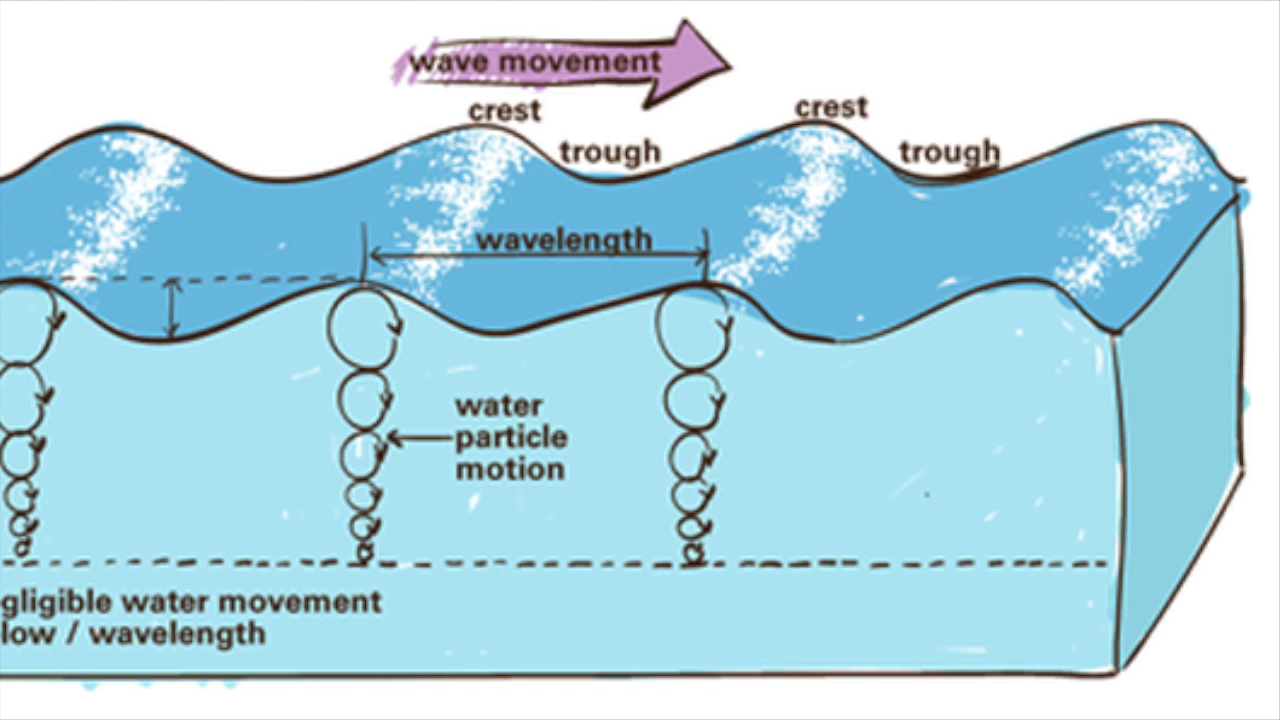 wave movement
crest
crest
trough
trough
wavelength
water
particle
motion
gligible water movement
low / wavelength